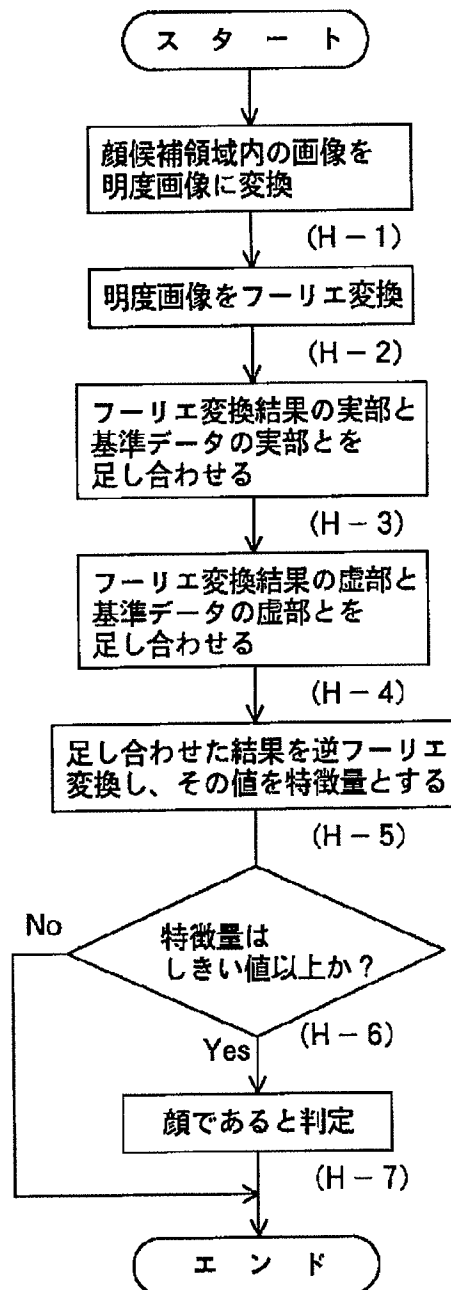 スタート
顔候補領域内の画像を
明度画像に変換
(H－1)
明度画像をフーリエ変換
(H－2)
フーリエ変換結果の実部と
基準データの実部とを
足し合わせる
(H－3)
フーリエ変換結果の虚部と
基準データの虚部とを
足し合わせる
(H－4)
足し合わせた結果を逆フーリエ
変換し、その値を特徴量とする
(H－5)
No
特徴量は
しきい値以上か？
(H－6)
Yes
顔であると判定
(H－7)
エンド